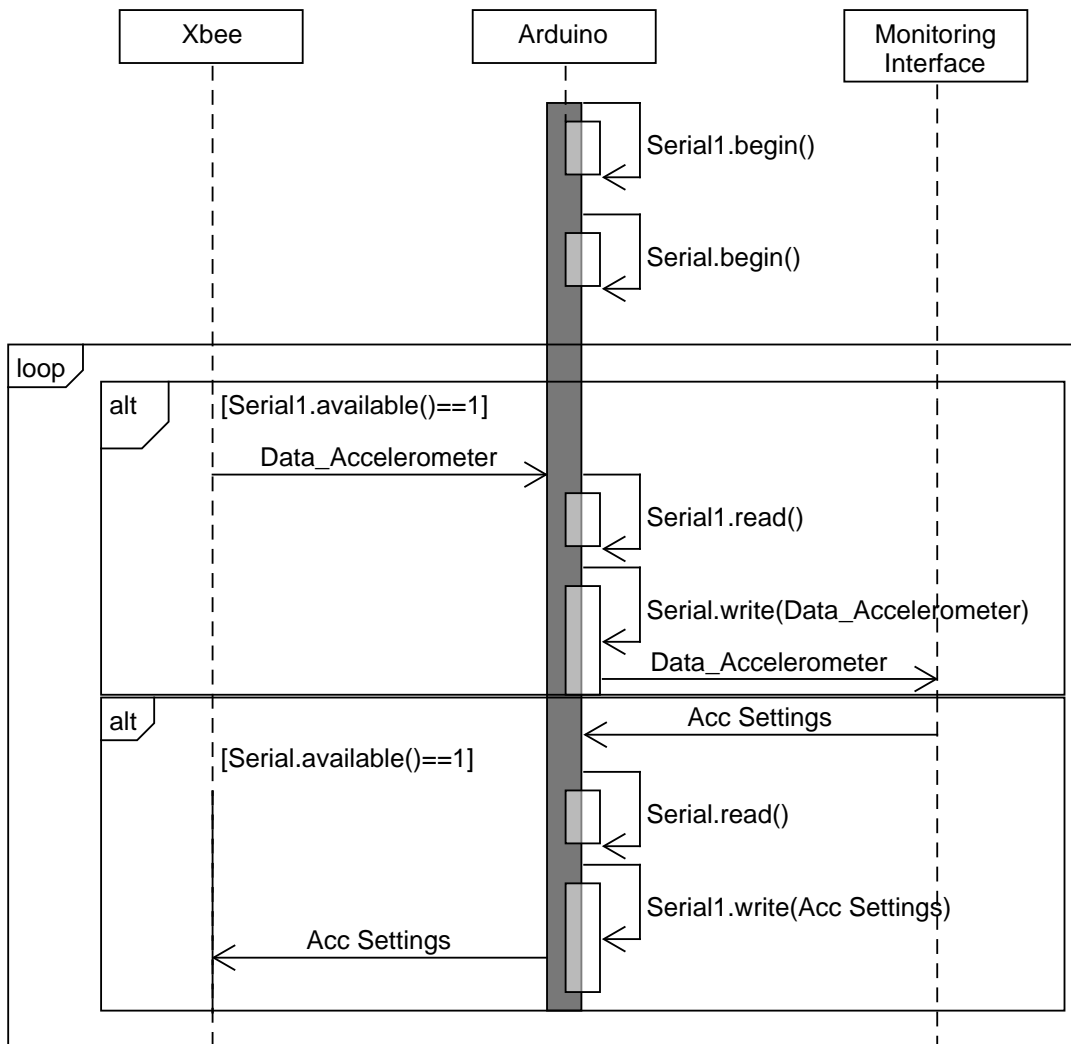 Xbee
Arduino
Monitoring
Interface
Serial1.begin()
Serial.begin()
loop
alt
[Serial1.available()==1]
Data_Accelerometer
Serial1.read()
Serial.write(Data_Accelerometer)
Data_Accelerometer
alt
Acc Settings
[Serial.available()==1]
Serial.read()
Serial1.write(Acc Settings)
Acc Settings